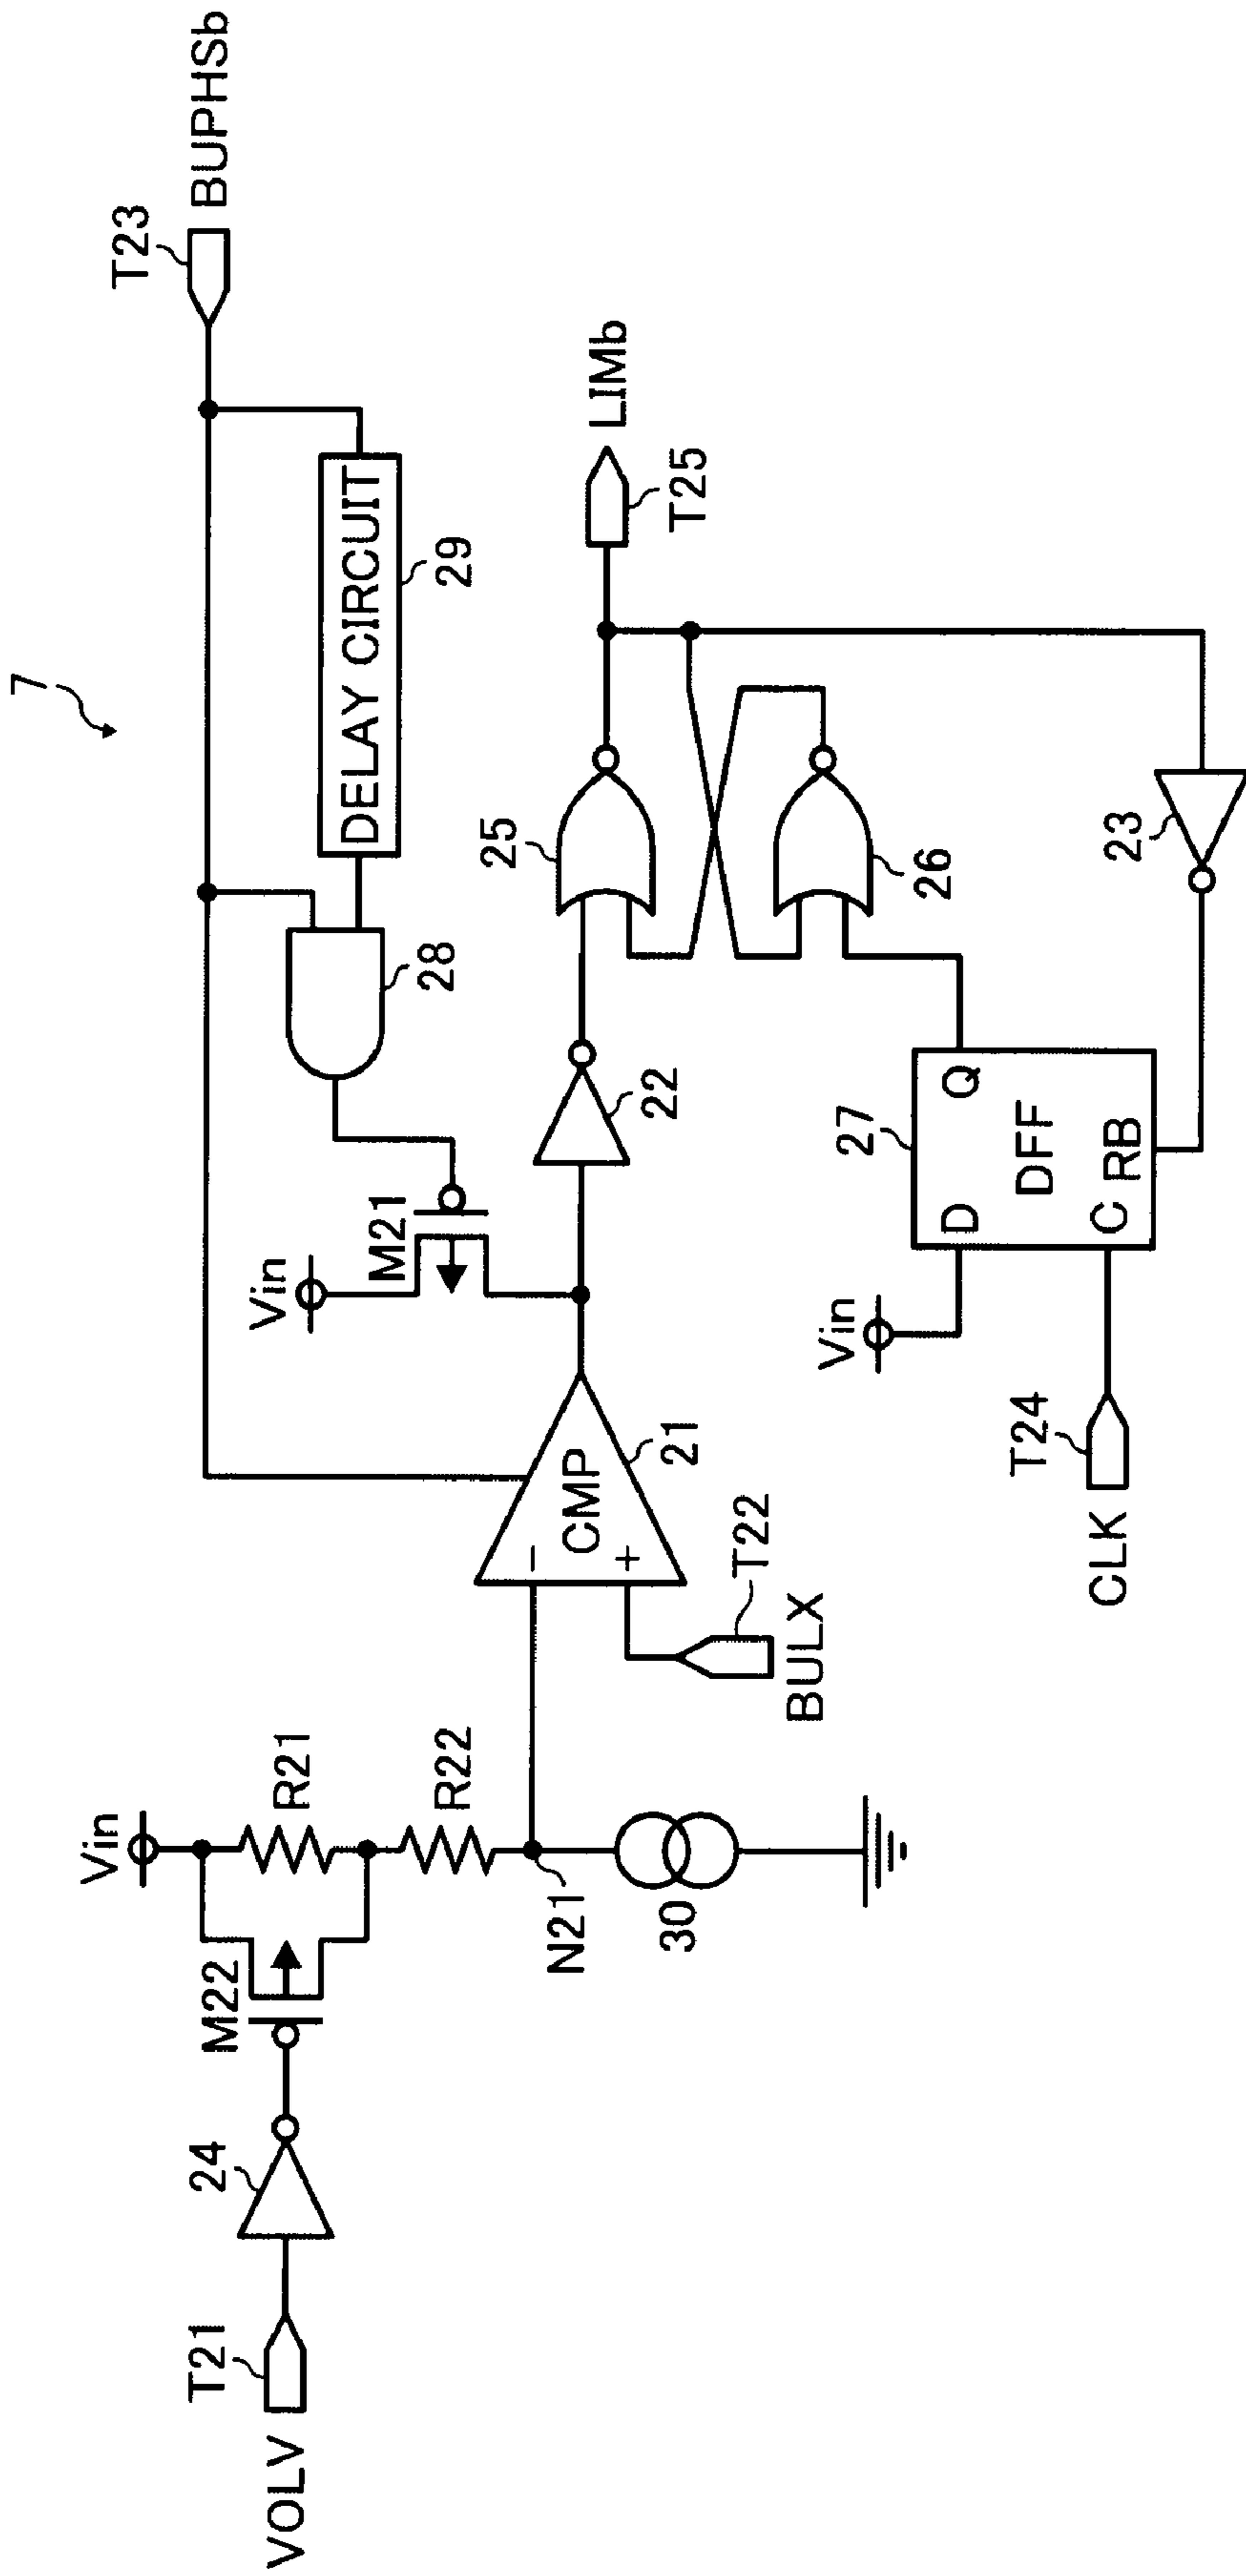 7
T23
BUPHSb
DELAY CIRCUIT
29
28
Vin
M21
Vin
R21
M22
24
T21
VOLV
R22
N21
30
CMP
21
T22
BULX
22
25
LIMb
T25
26
Vin
27
D
Q
DFF
C
RB
T24
CLK
23